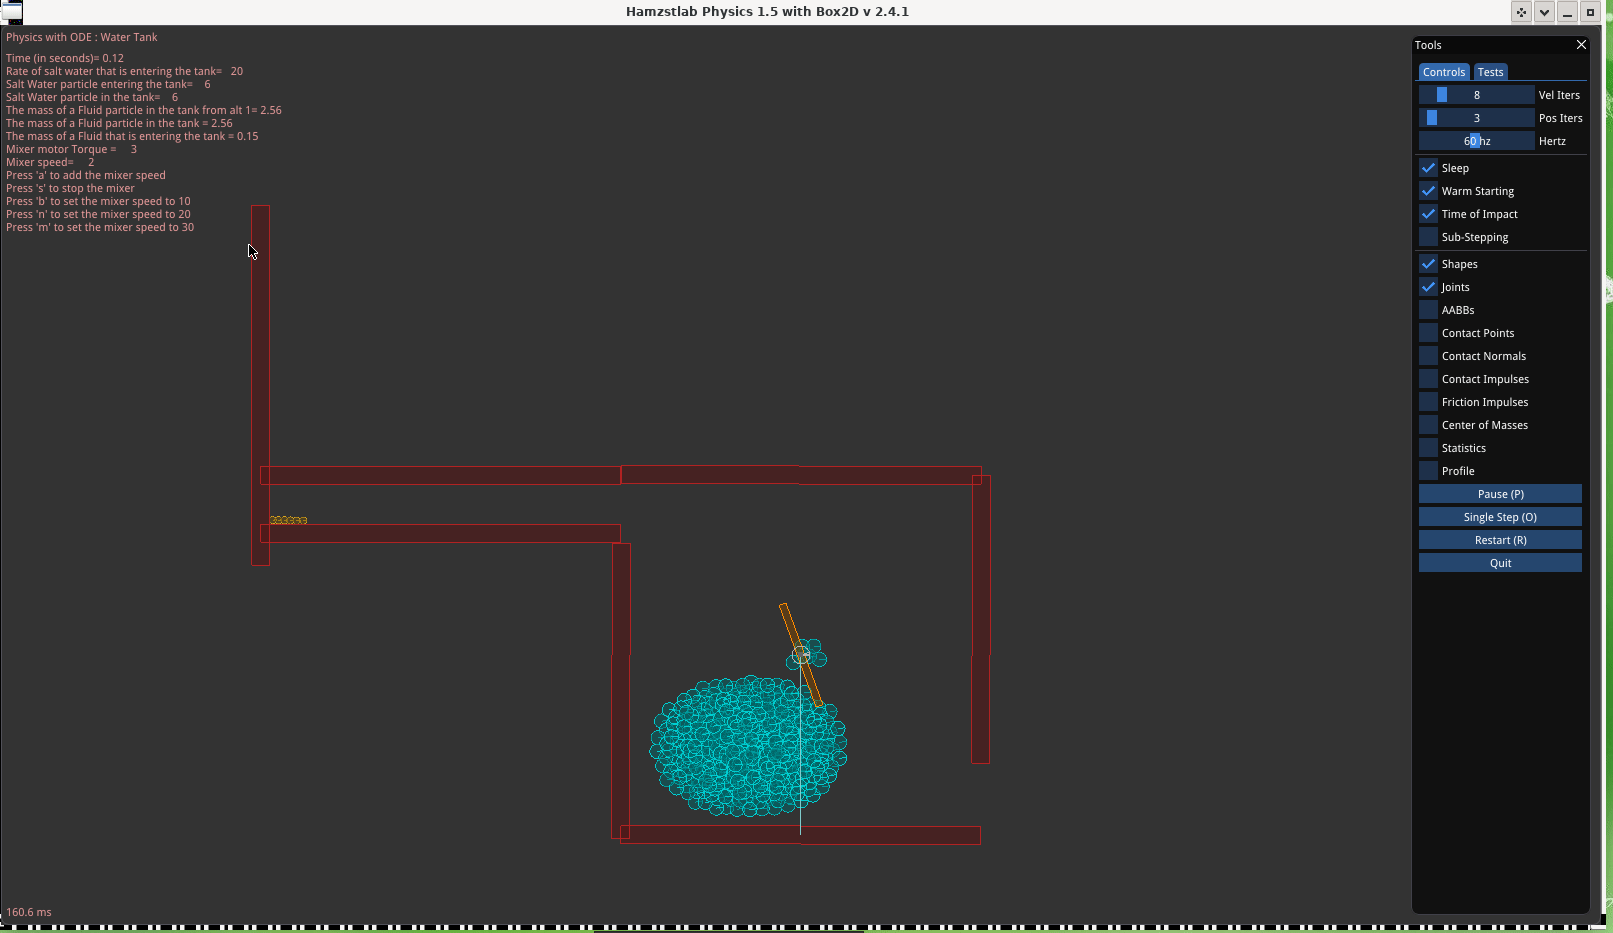 Hamzstlab Physics 1.5 with Box2D v 2.4.1
Physics with ODE : Water Tank
Time (in seconds)= 0.12
Rate of salt water that is entering the tank= 20
Salt Water particle entering the tank= 6
Salt Water particle in the tank= 6
The mass of a Fluid particle in the tank from alt 1= 2.56
The mass of a Fluid particle in the tank = 2.56
The mass of a Fluid that is entering the tank = 0.15
Mixer motor Torque = 3
Mixer speed= 2
Press 'a' to add the mixer speed
Press 's' to stop the mixer
Press 'b' to set the mixer speed to 10
Press 'n' to set the mixer speed to 20
Press 'm' to set the mixer speed to 30
160.6 ms
Tools
Controls Tests
8 Vel Iters
3 Pos Iters
60 hz Hertz
Sleep
Warm Starting
Time of Impact
Sub-Stepping
Shapes
Joints
AABBs
Contact Points
Contact Normals
Contact Impulses
Friction Impulses
Center of Masses
Statistics
Profile
Pause (P)
Single Step (O)
Restart (R)
Quit